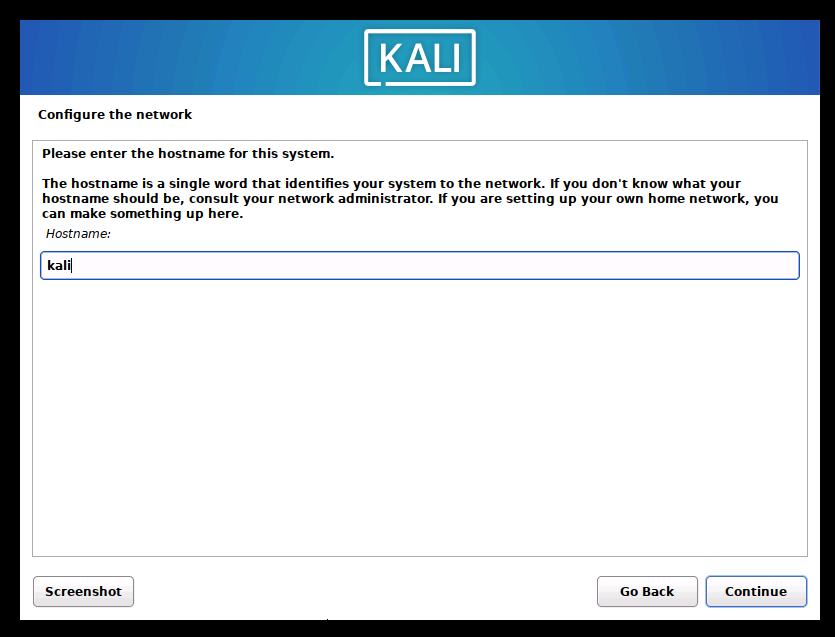 KALI
Configure the network
Please enter the hostname for this system.
The hostname is a single word that identifies your system to the network. If you don't know what your
hostname should be, consult your network administrator. If you are setting up your own home network, you
can make something up here.
Hostname:
kali
Screenshot
Go Back
Continue